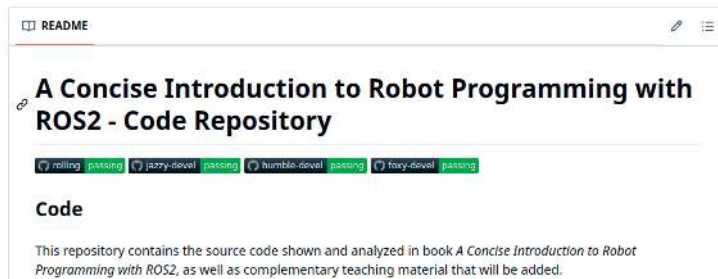 README
A Concise Introduction to Robot Programming with
ROS2 - Code Repository
rolling passing jazzy-devel passing humble-devel passing foxy-devel passing
Code
This repository contains the source code shown and analyzed in book A Concise Introduction to Robot
Programming with ROS2, as well as complementary teaching material that will be added.